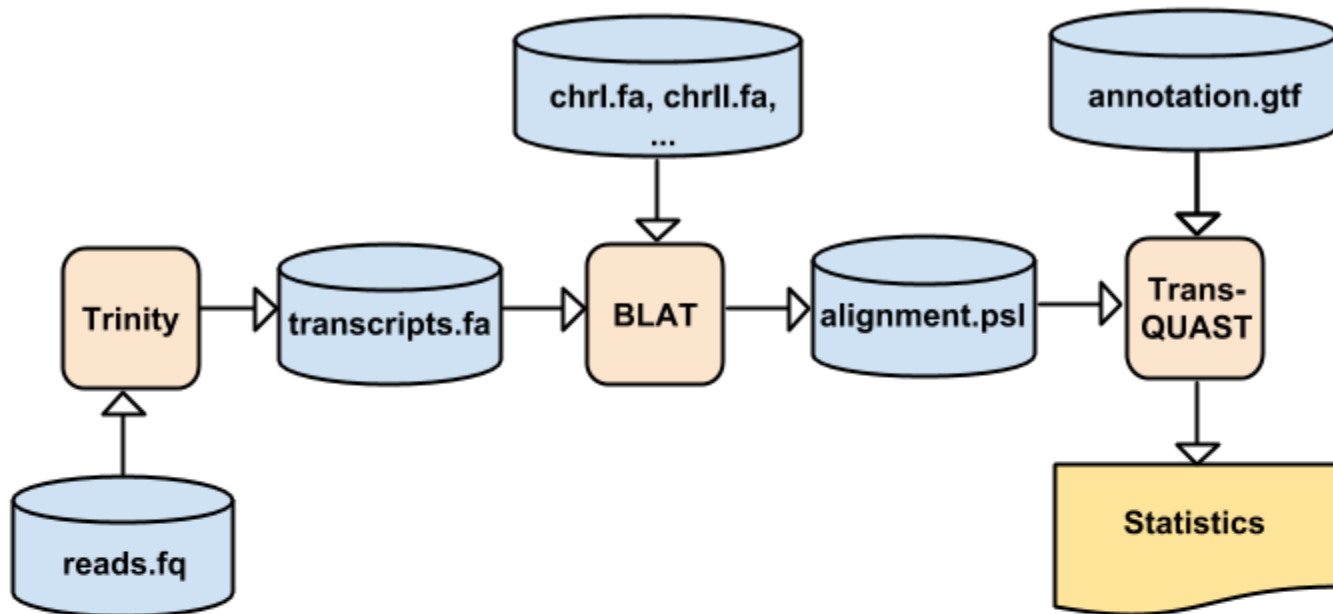 chrI.fa, chrII.fa,
...
annotation.gtf
Trinity
transcripts.fa
BLAT
alignment.psl
Trans-
QUAST
reads.fq
Statistics